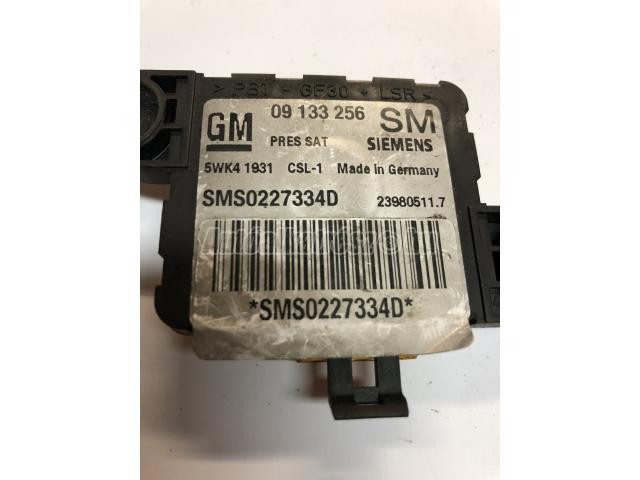 > PBT - GF30 + LSR <
GM 09 133 256 SM
PRES SAT SIEMENS
5WK4 1931 CSL-1 Made in Germany
SMS0227334D 23980511.7
*SMS0227334D*